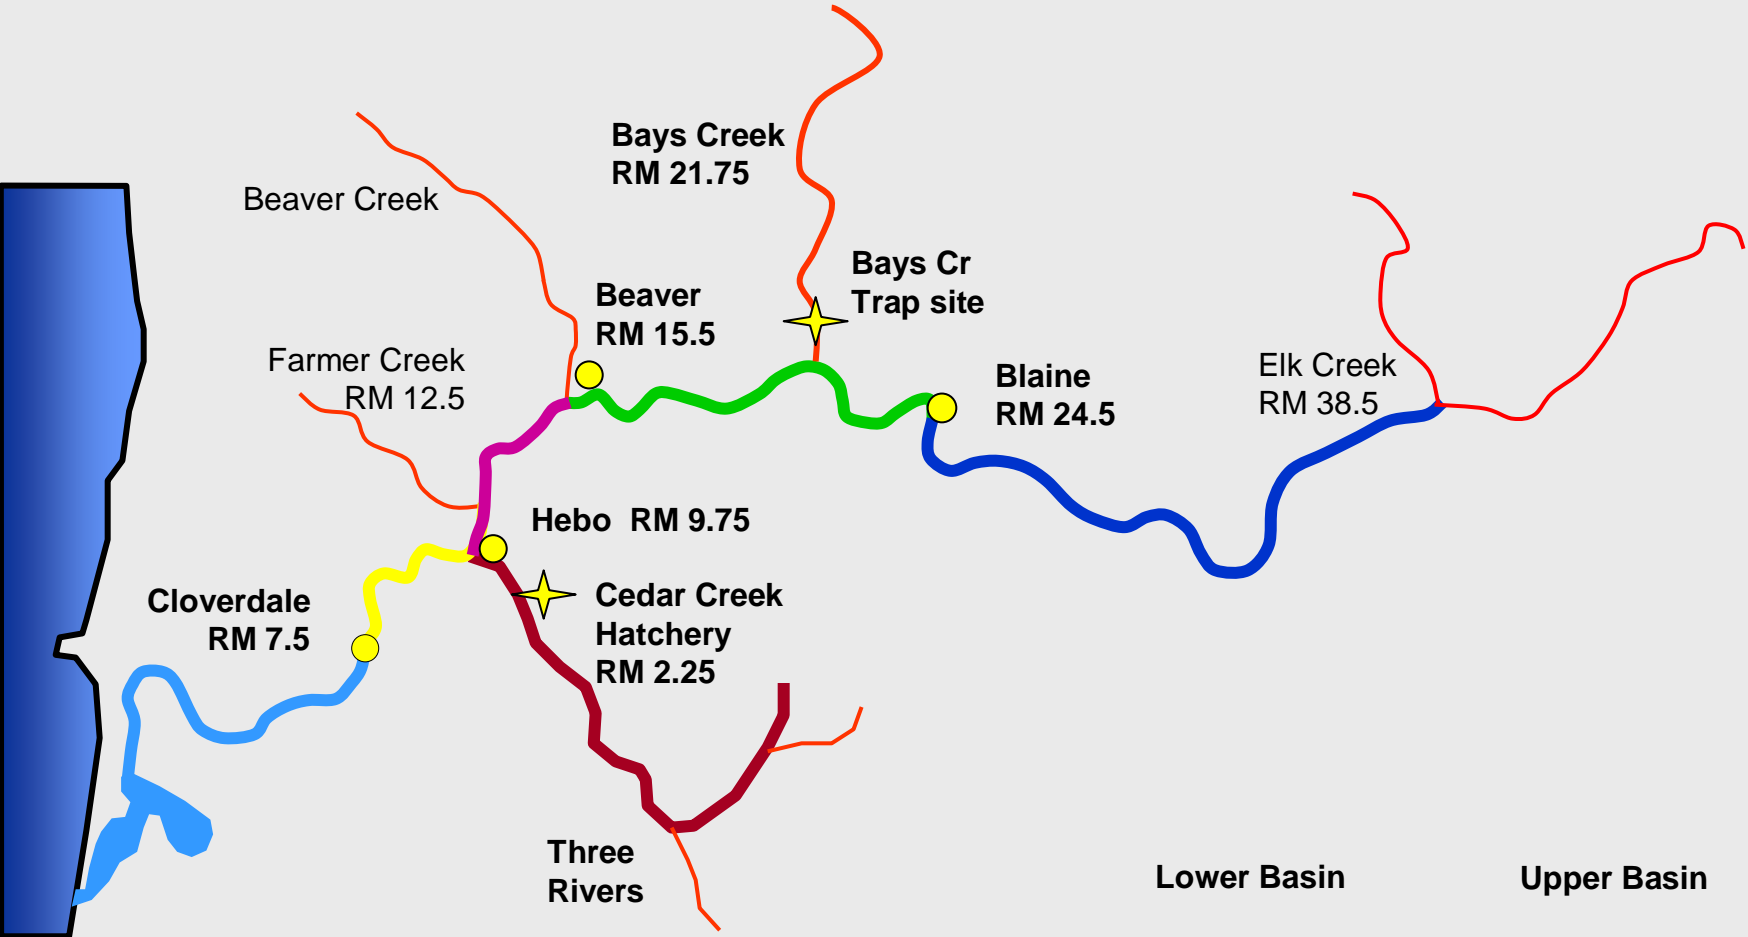 Bays Creek
RM 21.75
Beaver Creek
Bays Cr
Trap site
Beaver
RM 15.5
Farmer Creek
RM 12.5
Blaine
RM 24.5
Elk Creek
RM 38.5
Hebo  RM 9.75
Cloverdale
RM 7.5
Cedar Creek
Hatchery
RM 2.25
Three
Rivers
Lower Basin
Upper Basin